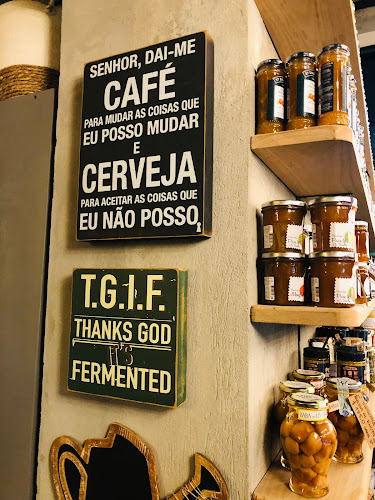 SENHOR, DAI-ME
CAFÉ
PARA MUDAR AS COISAS QUE
EU POSSO MUDAR
E
CERVEJA
PARA ACEITAR AS COISAS QUE
EU NÃO POSSO.
T.G.I.F.
THANKS GOD
IT'S
FERMENTED